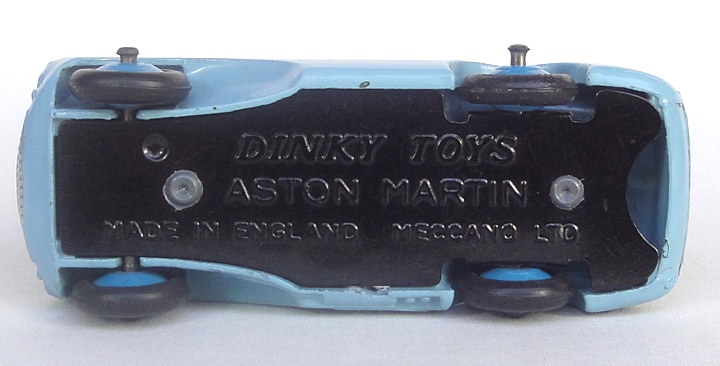 DINKY TOYS
ASTON MARTIN
MADE IN ENGLAND MECCANO LTD